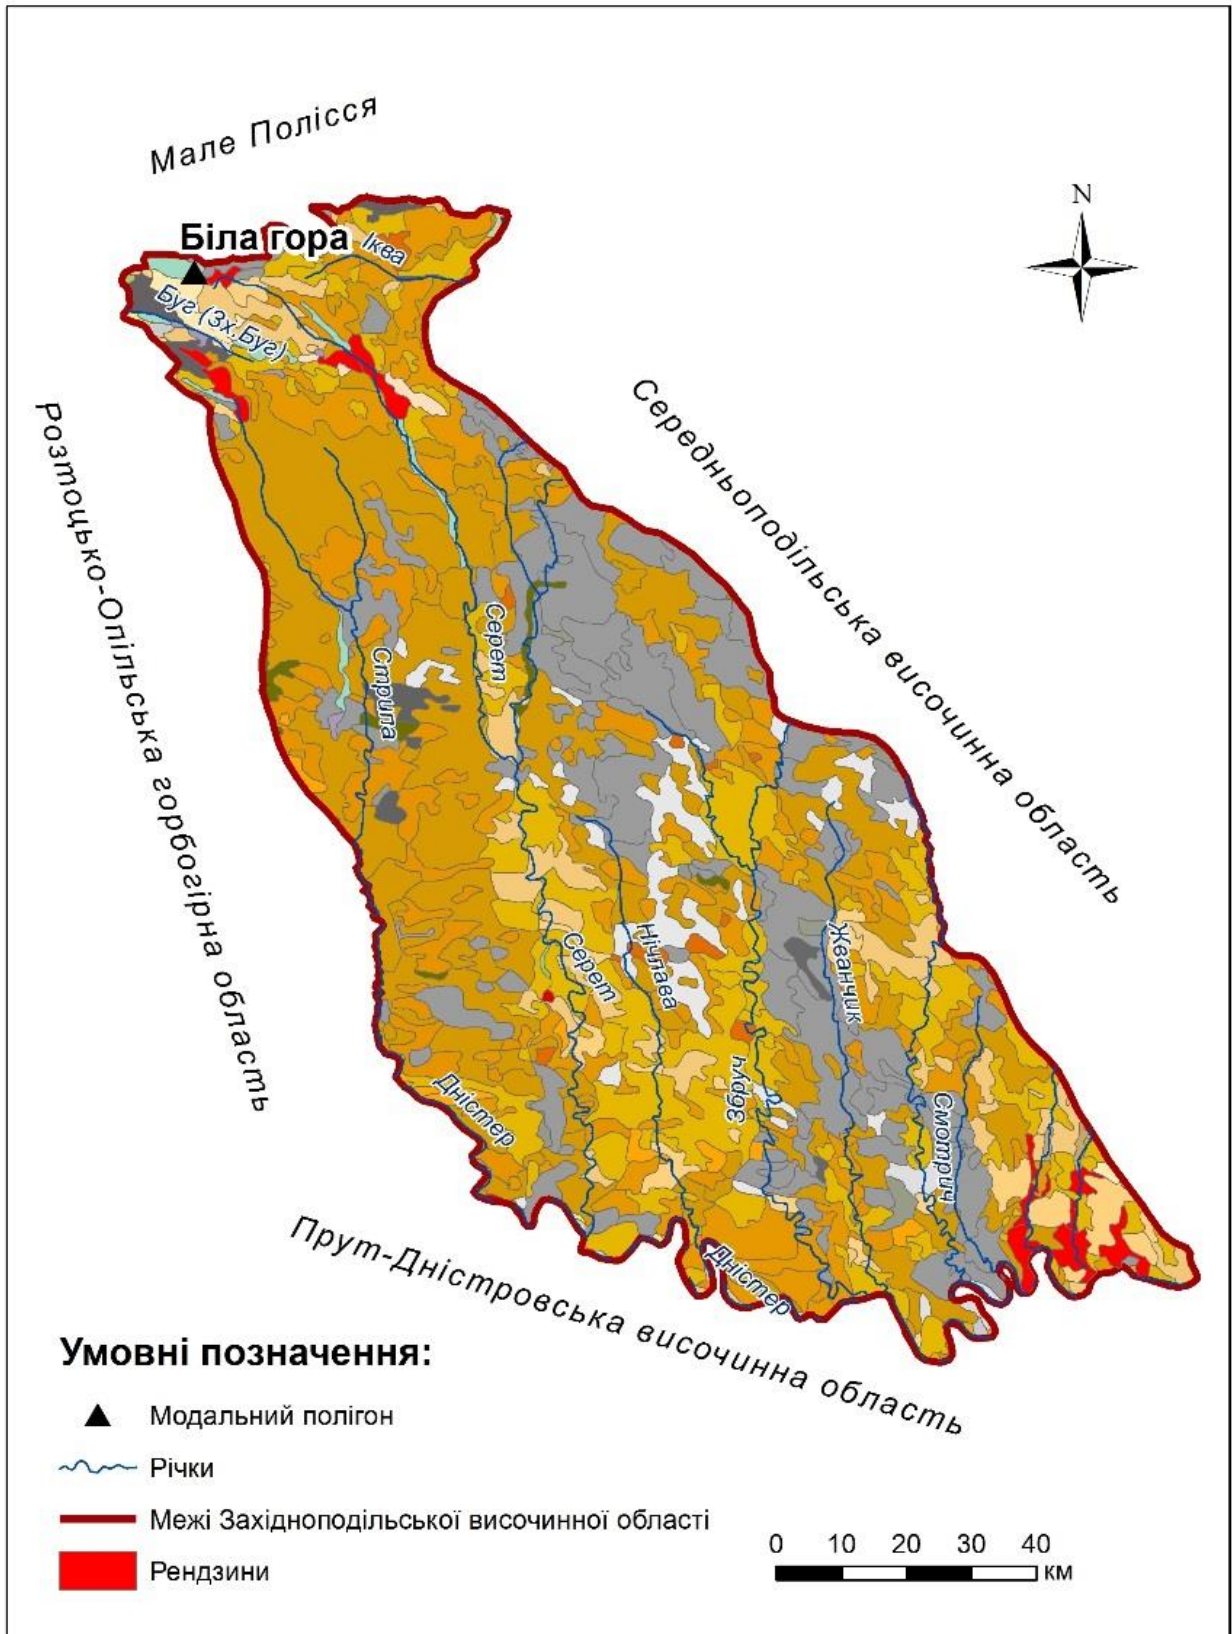 Мале Полісся
N
Біла гора
Іква
Буг (Зх.Буг)
Розтоцько-Опільська горбогірна область
Середньоподільська височинна область
Серет
Стрипа
Серет
Нічлава
Жванчик
Збруч
Дністер
Смотрич
Дністер
Прут-Дністровська височинна область
Умовні позначення:
Модальний полігон
Річки
Межі Західноподільської височинної області
Рендзини
0 10 20 30 40
км